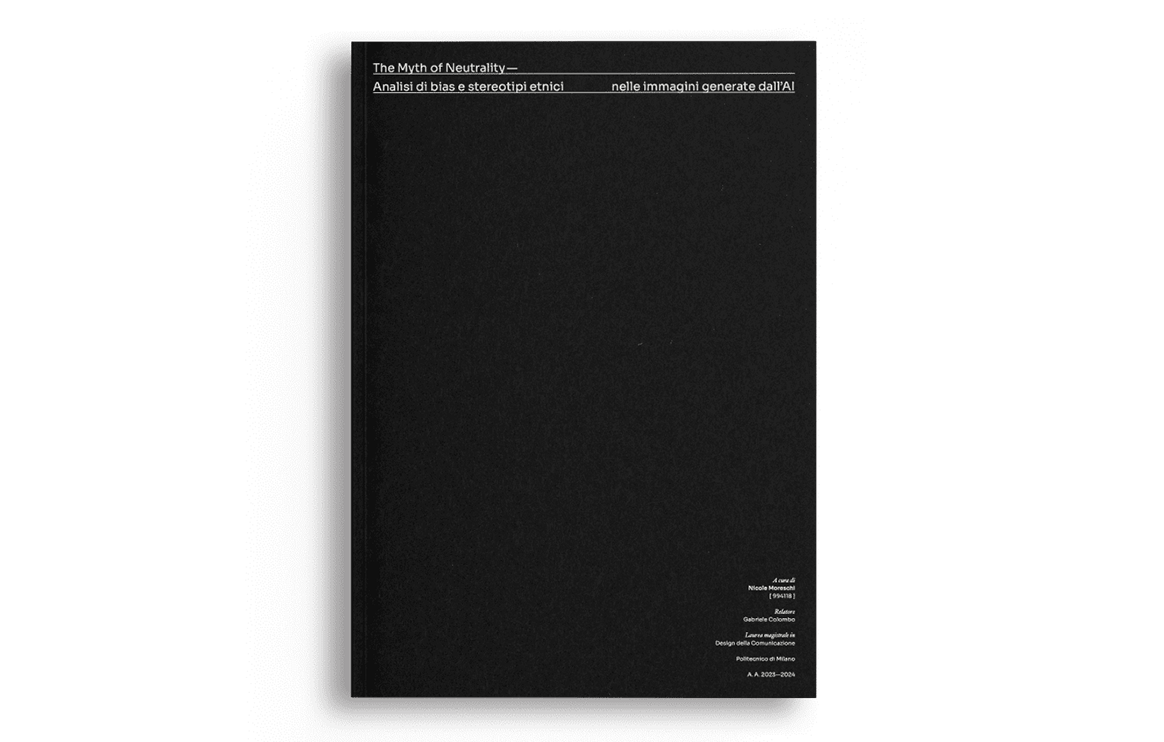 The Myth of Neutrality —
Analisi di bias e stereotipi etnici nelle immagini generate dall'AI
A cura di
Nicole Moreschi
[ 994118 ]
Relatore
Gabriele Colombo
Laurea magistrale in
Design della Comunicazione
Politecnico di Milano
A. A. 2023—2024